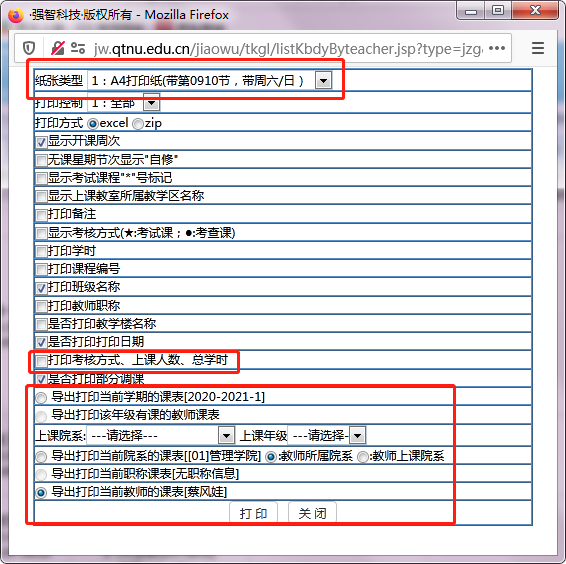 ·强智科技·版权所有 - Mozilla Firefox
jw.qtnu.edu.cn/jiaowu/tkgl/listKbdyByteacher.jsp?type=jzg
纸张类型 1：A4打印纸(带第0910节，带周六/日）
打印控制 1：全部
打印方式 excel zip
显示开课周次
无课星期节次显示"自修"
显示考试课程"*"号标记
显示上课教室所属教学区名称
打印备注
显示考核方式(★:考试课；●:考查课)
打印学时
打印课程编号
打印班级名称
打印教师职称
是否打印教学楼名称
是否打印打印日期
打印考核方式、上课人数、总学时
是否打印部分调课
导出打印当前学期的课表[2020-2021-1]
导出打印该年级有课的教师课表
上课院系: ---请选择--- 上课年级 ---请选择-
导出打印当前院系的课表[[01]管理学院] :教师所属院系 :教师上课院系
导出打印当前职称课表[无职称信息]
导出打印当前教师的课表[蔡风娃]
打 印 关 闭